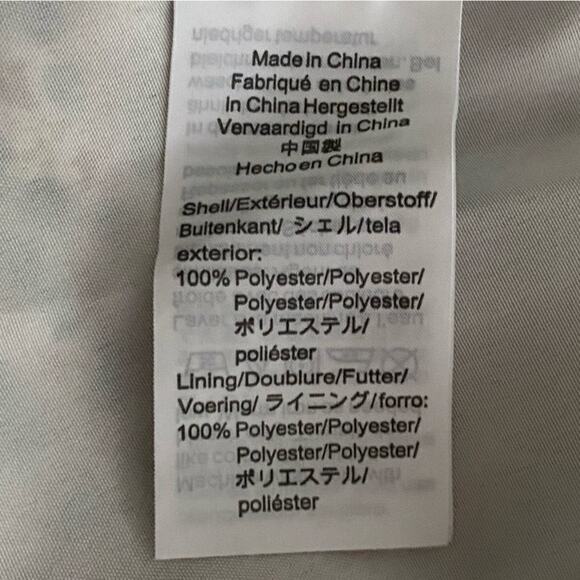 Made in China
Fabriqué en Chine
In China Hergestellt
Vervaardigd in China
中国製
Hecho en China
Shell/Extérieur/Oberstoff/
Buitenkant/ シェル/tela
exterior:
100% Polyester/Polyester/
Polyester/Polyester/
ポリエステル/
poliéster
Lining/Doublure/Futter/
Voering/ ライニング/forro:
100% Polyester/Polyester/
Polyester/Polyester/
ポリエステル/
poliéster